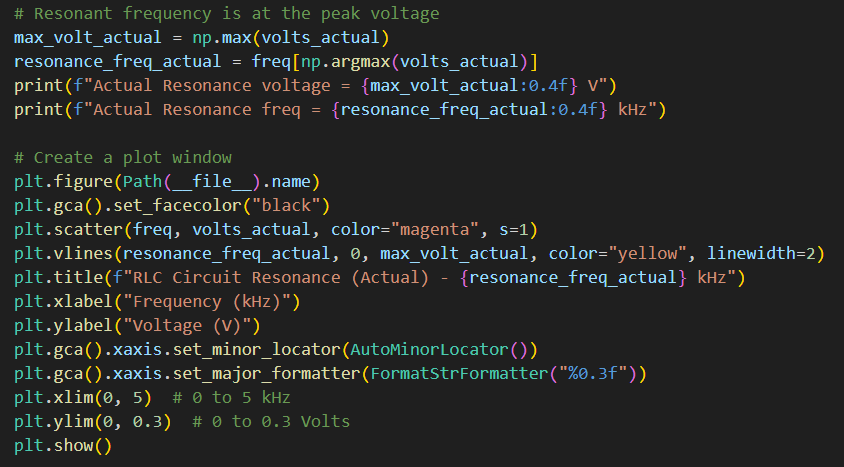 # Resonant frequency is at the peak voltage
max_volt_actual = np.max(volts_actual)
resonance_freq_actual = freq[np.argmax(volts_actual)]
print(f"Actual Resonance voltage = {max_volt_actual:0.4f} V")
print(f"Actual Resonance freq = {resonance_freq_actual:0.4f} kHz")

# Create a plot window
plt.figure(Path(__file__).name)
plt.gca().set_facecolor("black")
plt.scatter(freq, volts_actual, color="magenta", s=1)
plt.vlines(resonance_freq_actual, 0, max_volt_actual, color="yellow", linewidth=2)
plt.title(f"RLC Circuit Resonance (Actual) - {resonance_freq_actual} kHz")
plt.xlabel("Frequency (kHz)")
plt.ylabel("Voltage (V)")
plt.gca().xaxis.set_minor_locator(AutoMinorLocator())
plt.gca().xaxis.set_major_formatter(FormatStrFormatter("%0.3f"))
plt.xlim(0, 5)  # 0 to 5 kHz
plt.ylim(0, 0.3)  # 0 to 0.3 Volts
plt.show()